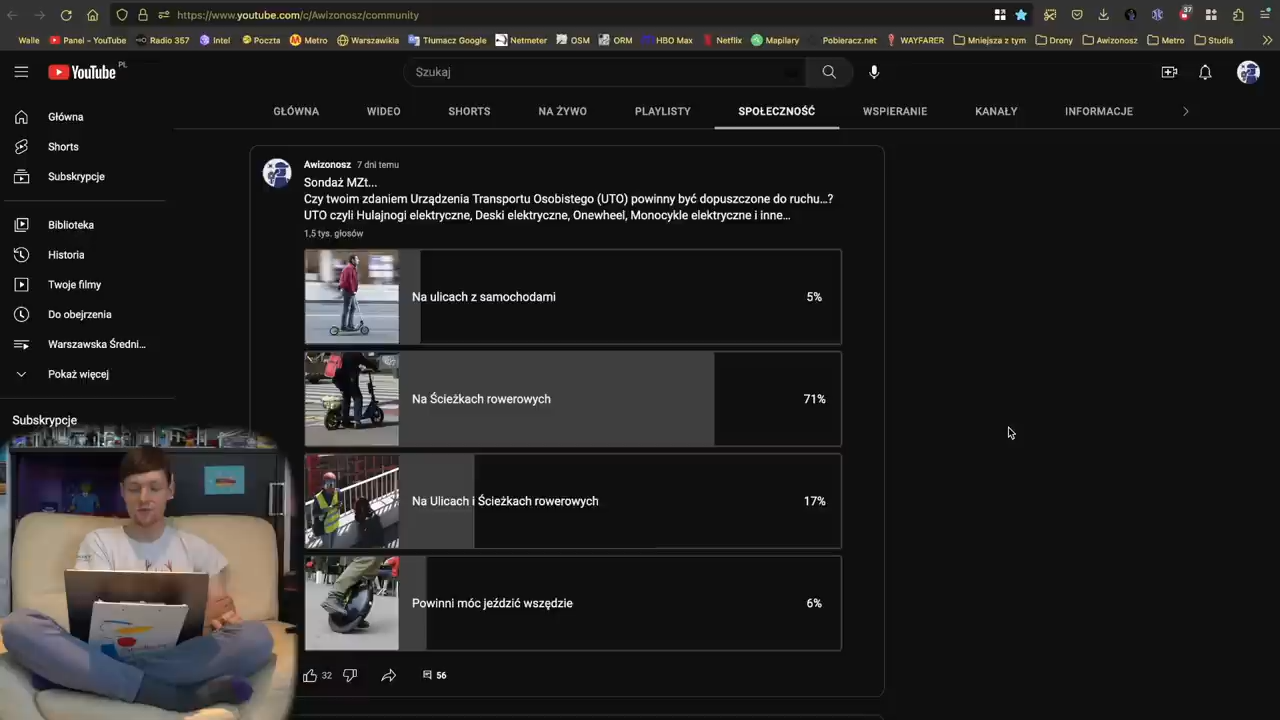 https://www.youtube.com/c/Awizonosz/community
37
Walle
Panel – YouTube
Radio 357
Intel
Poczta
Metro
Warszawikia
Tłumacz Google
Netmeter
OSM
ORM
HBO Max
Netflix
Mapilary
Pobieracz.net
WAYFARER
Mniejsza z tym
Drony
Awizonosz
Metro
Studia
YouTube PL
Szukaj
GŁÓWNA
WIDEO
SHORTS
NA ŻYWO
PLAYLISTY
SPOŁECZNOŚĆ
WSPIERANIE
KANAŁY
INFORMACJE
Główna
Shorts
Subskrypcje
Biblioteka
Historia
Twoje filmy
Do obejrzenia
Warszawska Średni...
Pokaż więcej
Subskrypcje
Awizonosz 7 dni temu
Sondaż MZt...
Czy twoim zdaniem Urządzenia Transportu Osobistego (UTO) powinny być dopuszczone do ruchu...?
UTO czyli Hulajnogi elektryczne, Deski elektryczne, Onewheel, Monocykle elektryczne i inne...
1,5 tys. głosów
Na ulicach z samochodami 5%
Na Ścieżkach rowerowych 71%
Na Ulicach i Ścieżkach rowerowych 17%
Powinni móc jeździć wszędzie 6%
32
56